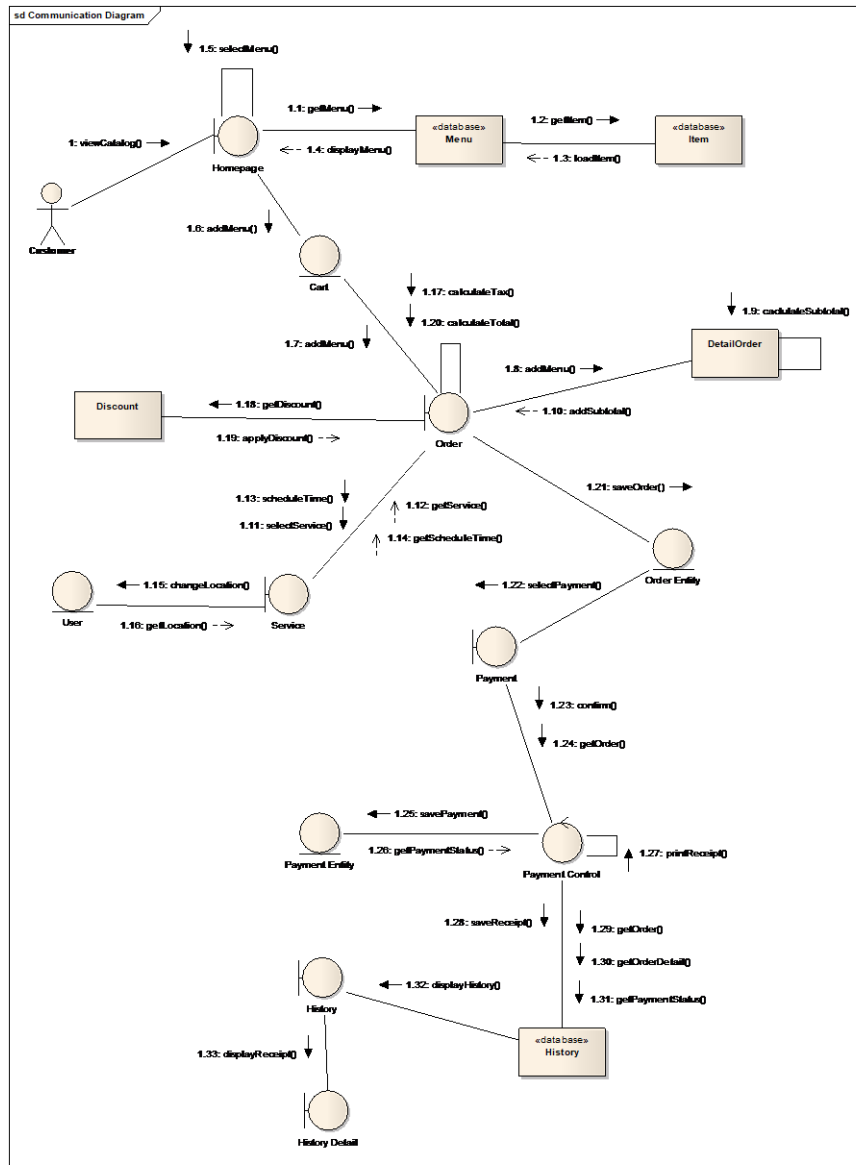 sd Communication Diagram
1.5: selectMenu()
1.1: getMenu()
1.2: getItem()
1: viewCatalog()
«database»
Menu
«database»
Item
1.4: displayMenu()
1.3: loadItem()
Homepage
Customer
1.6: addMenu()
Cart
1.17: calculateTax()
1.20: calculateTotal()
1.9: caclulateSubtotal()
1.7: addMenu()
DetailOrder
1.8: addMenu()
Discount
1.18: getDiscount()
1.10: addSubtotal()
1.19: applyDiscount()
Order
1.13: scheduleTime()
1.12: getService()
1.21: saveOrder()
1.11: selectService()
1.14: getScheduleTime()
1.15: changeLocation()
1.22: selectPayment()
Order Entity
User
1.16: getLocation()
Service
Payment
1.23: confirm()
1.24: getOrder()
1.25: savePayment()
Payment Entity
1.26: getPaymentStatus()
1.27: printReceipt()
Payment Control
1.28: saveReceipt()
1.29: getOrder()
1.30: getOrderDetail()
1.32: displayHistory()
1.31: getPaymentStatus()
History
«database»
History
1.33: displayReceipt()
History Detail